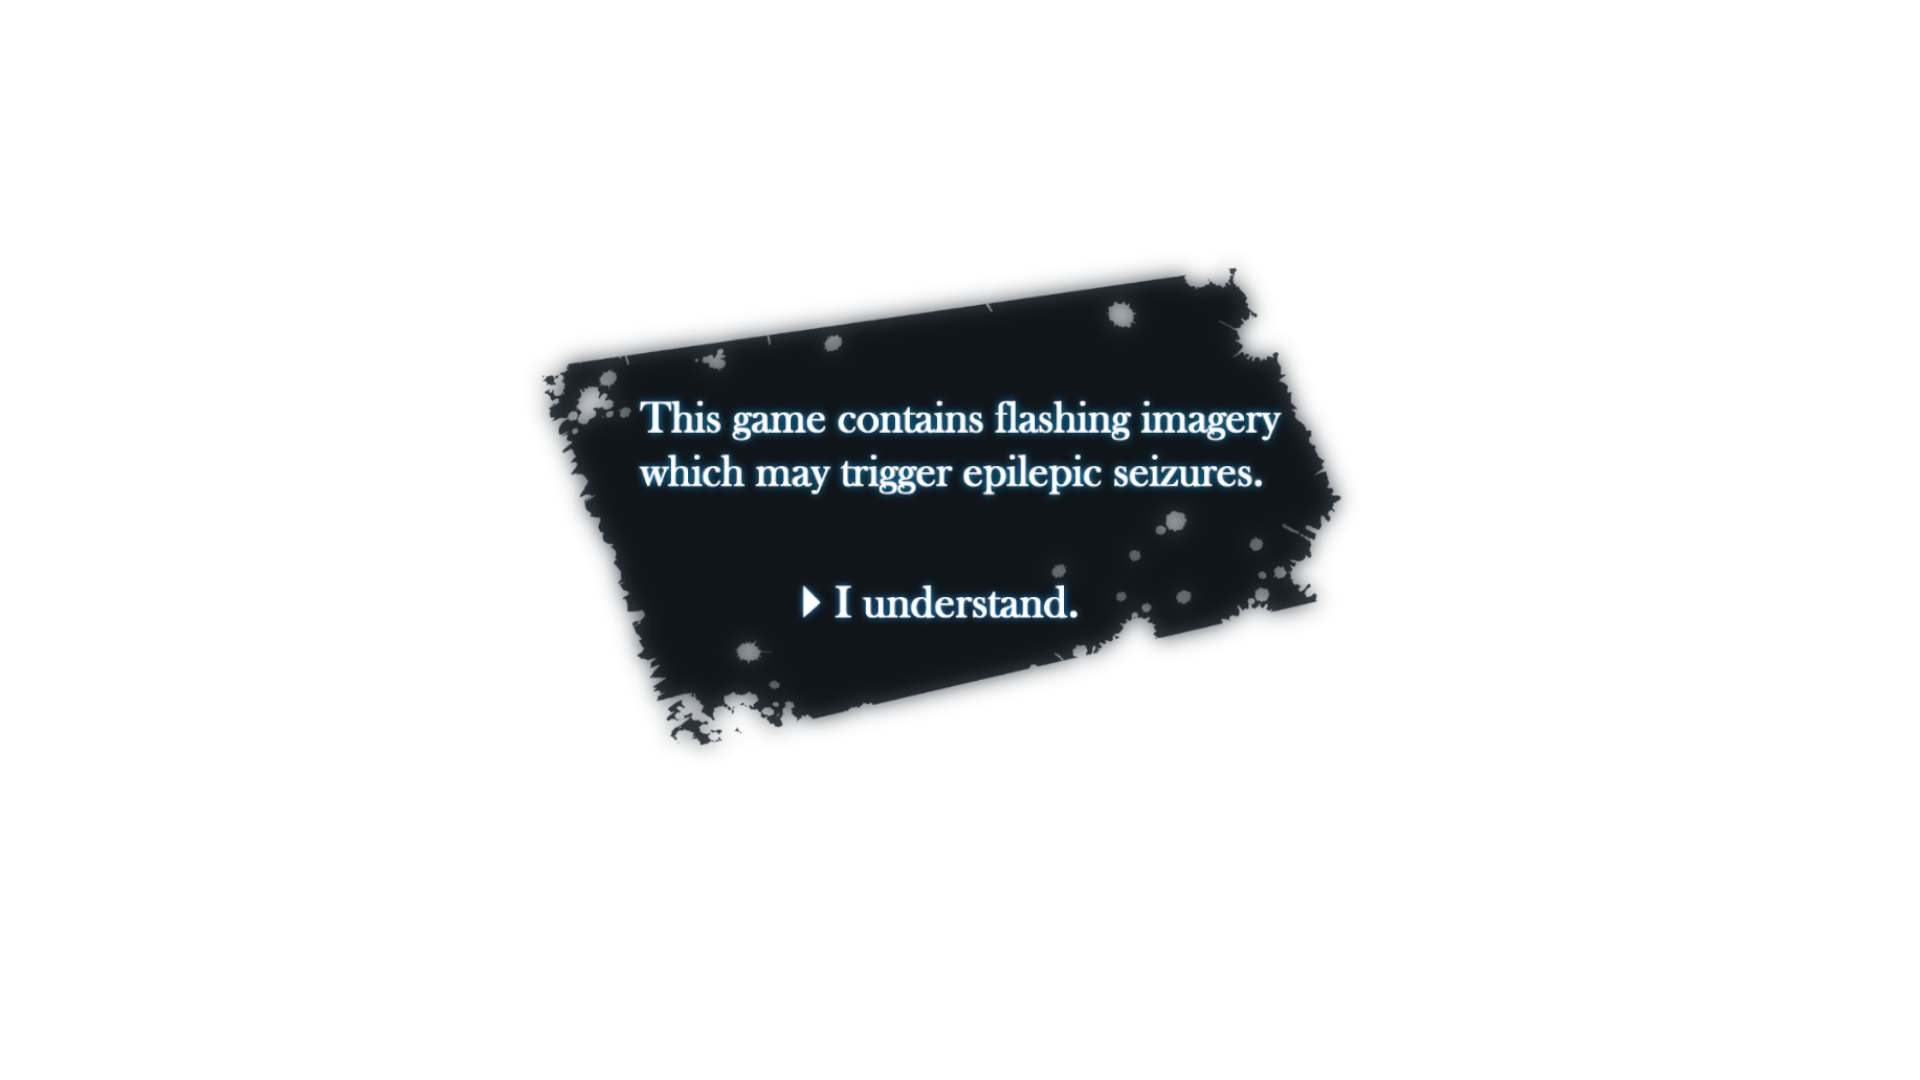 This game contains flashing imagery
which may trigger epilepic seizures.
I understand.